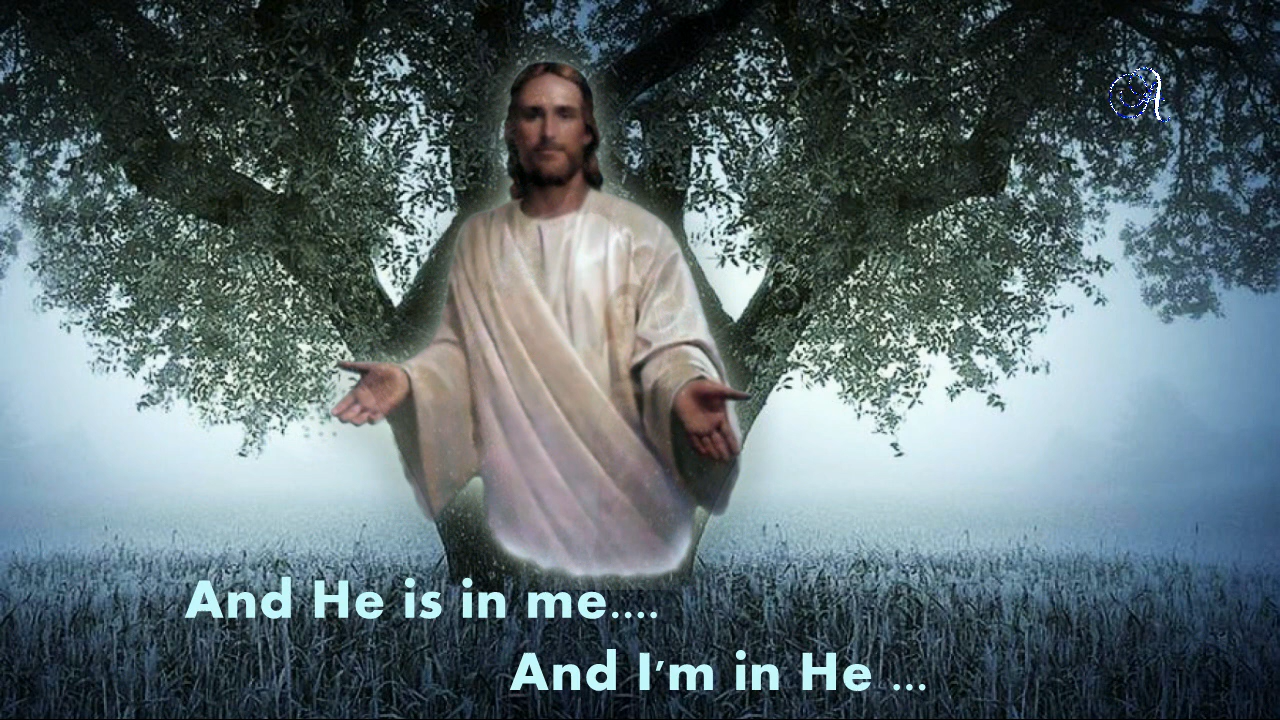 And He is in me....
And I'm in He ...